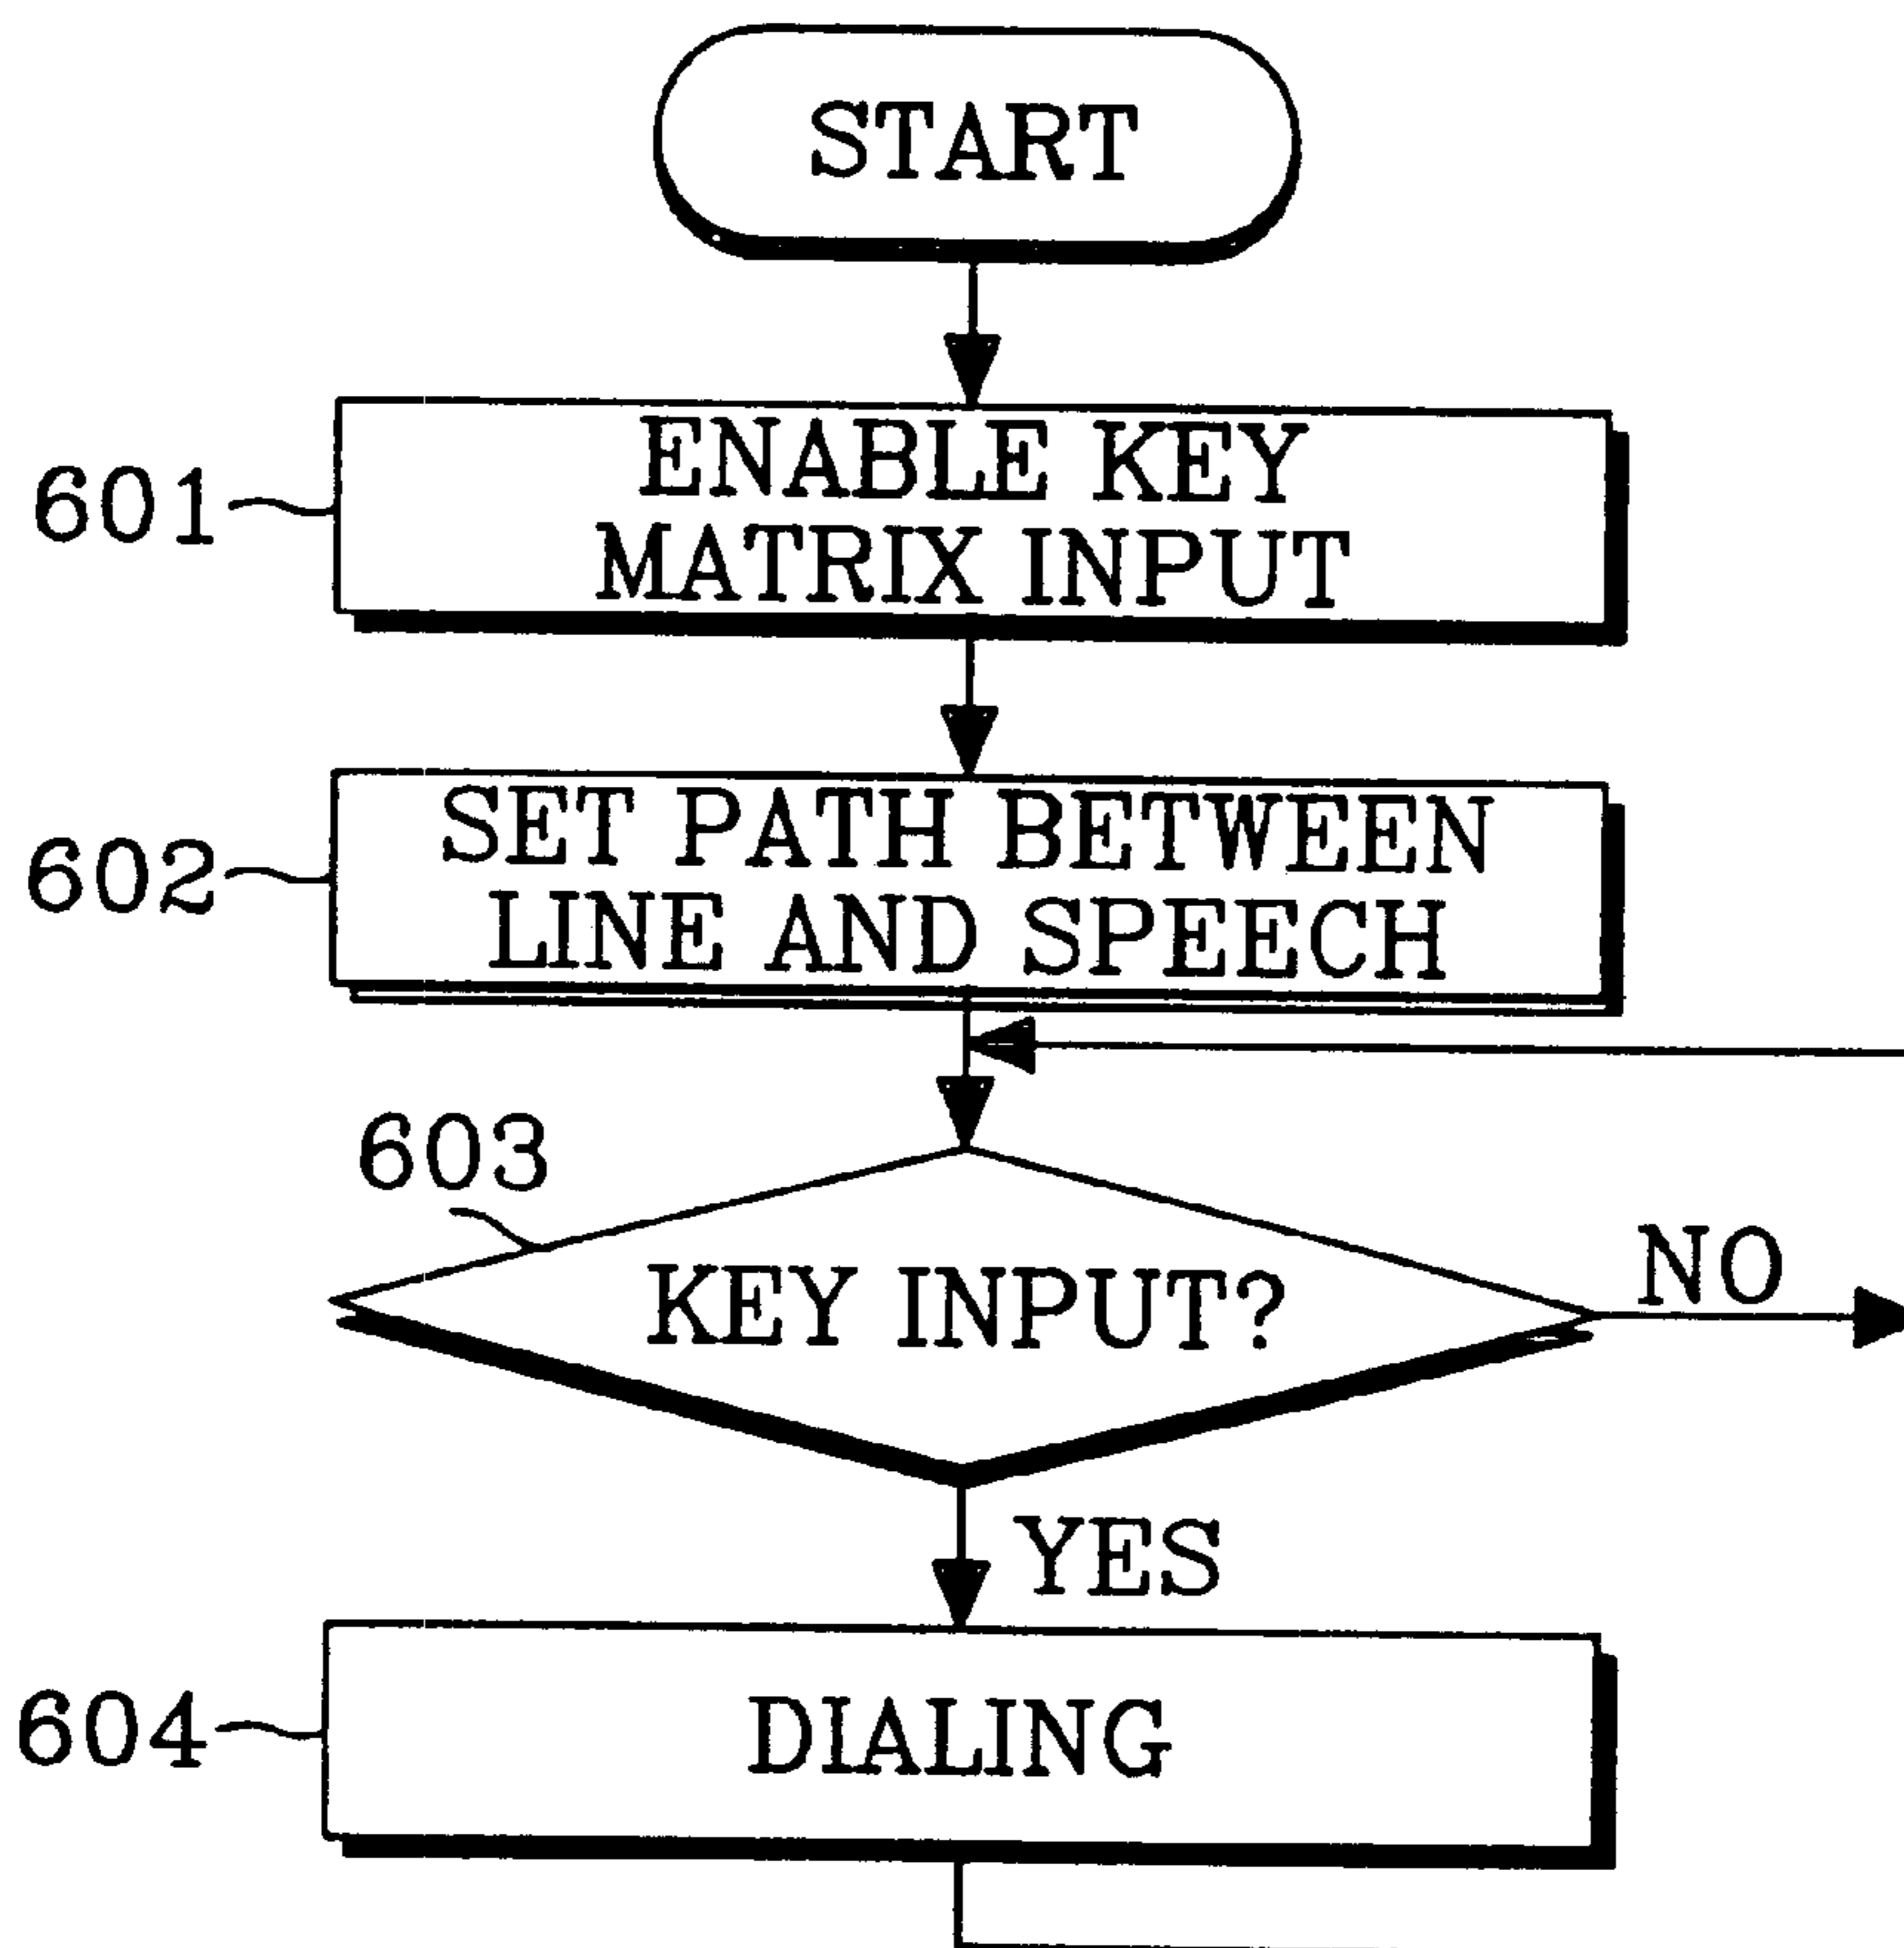 START
601
ENABLE KEY
MATRIX INPUT
602
SET PATH BETWEEN
LINE AND SPEECH
603
KEY INPUT?
NO
YES
604
DIALING